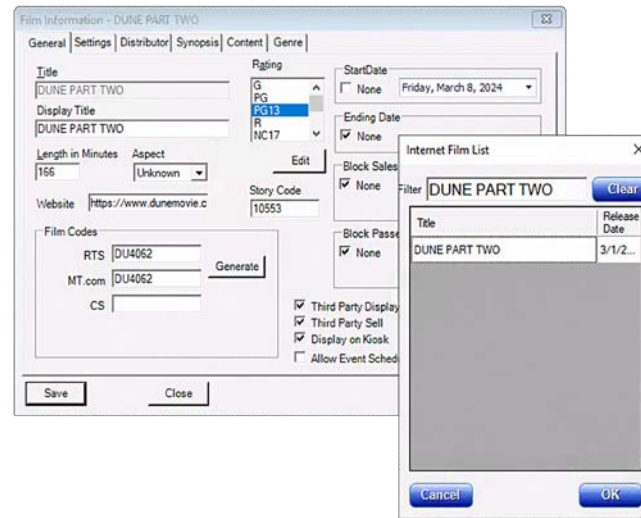 Film Information - DUNE PART TWO
General Settings Distributor Synopsis Content Genre
Title
DUNE PART TWO
Display Title
DUNE PART TWO
Length in Minutes Aspect
166 Unknown
Website https://www.dunemovie.c
Rating
G
PG
PG13
R
NC17
Edit
Story Code
10553
Film Codes
RTS DU4062
MT.com DU4062
CS
Generate
StartDate
None Friday, March 8, 2024
Ending Date
None
Block Sales
None
Block Passe
None
Third Party Display
Third Party Sell
Display on Kiosk
Allow Event Sched
Save Close
Internet Film List
Filter DUNE PART TWO Clear
Title Release Date
DUNE PART TWO 3/1/2...
Cancel OK